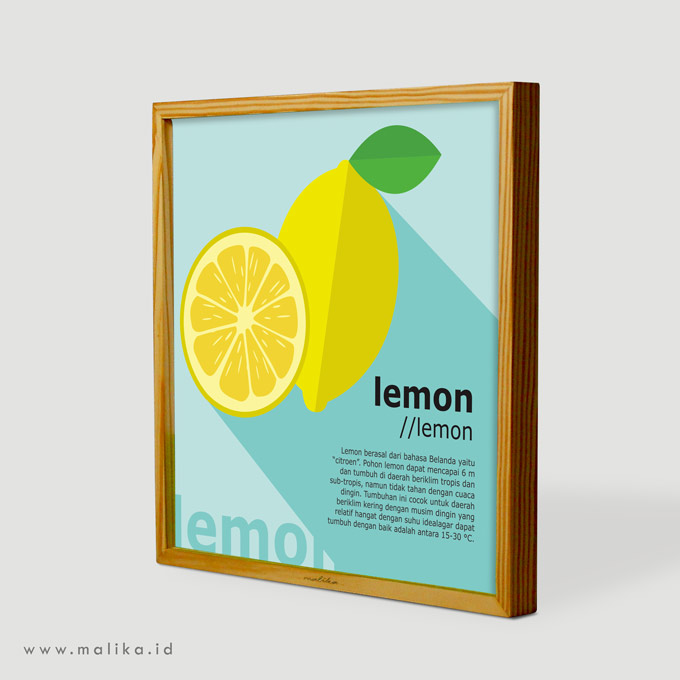 lemon
//lemon
Lemon berasal dari bahasa Belanda yaitu
"citroen". Pohon lemon dapat mencapai 6 m
dan tumbuh di daerah beriklim tropis dan
sub-tropis, namun tidak tahan dengan cuaca
dingin. Tumbuhan ini cocok untuk daerah
beriklim kering dengan musim dingin yang
relatif hangat dengan suhu idealagar dapat
tumbuh dengan baik adalah antara 15-30 °C.
lemon
malika
www.malika.id